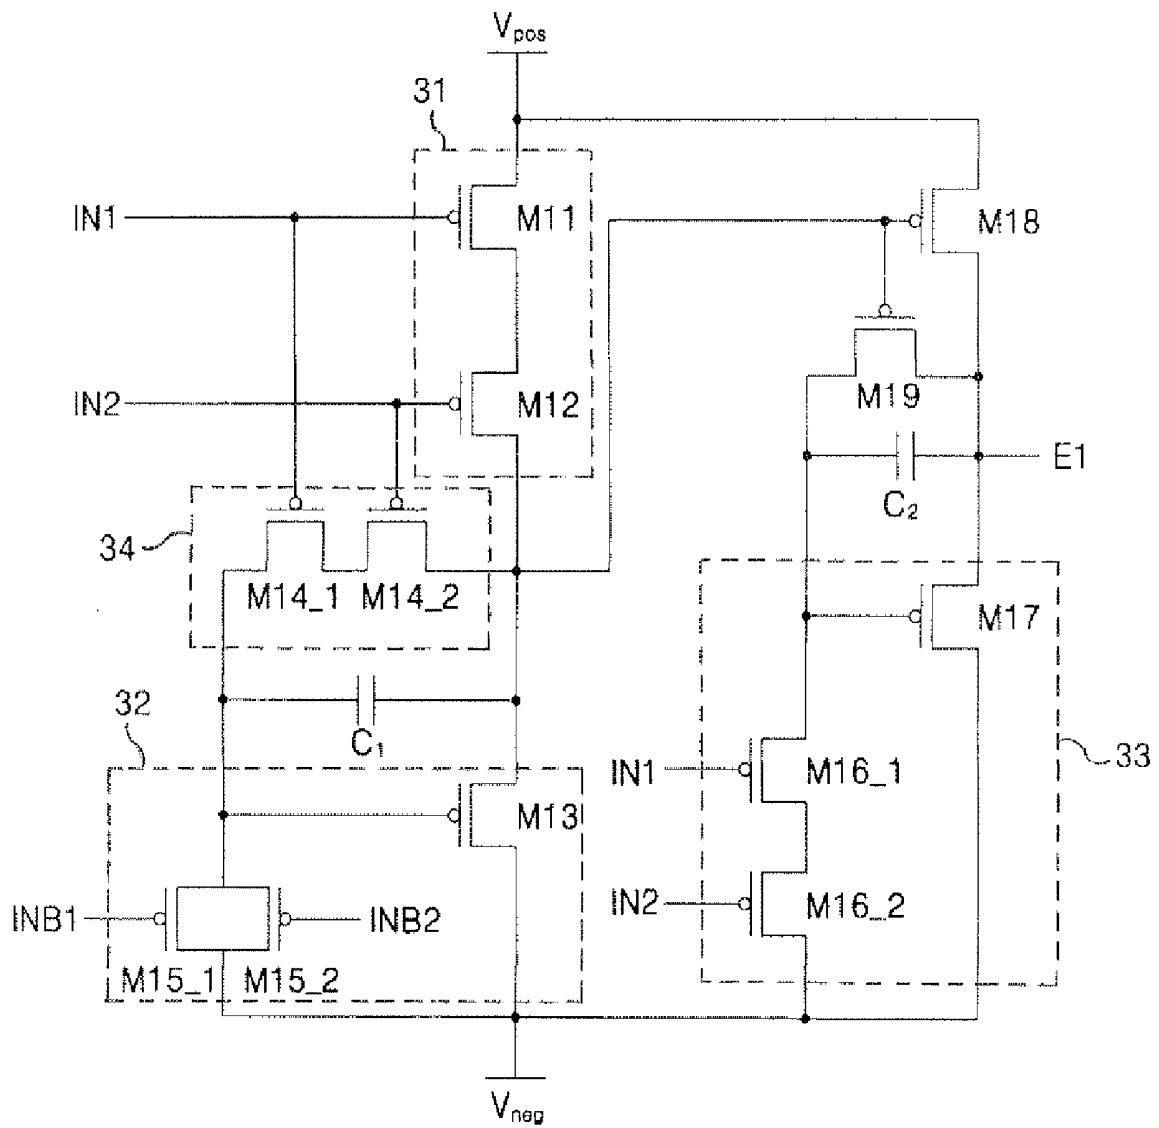 Vpos
31
IN1
M11
M18
IN2
M12
M19
E1
C2
34
M14_1
M14_2
M17
32
C1
33
IN1
M16_1
M13
IN2
M16_2
INB1
INB2
M15_1
M15_2
Vneg